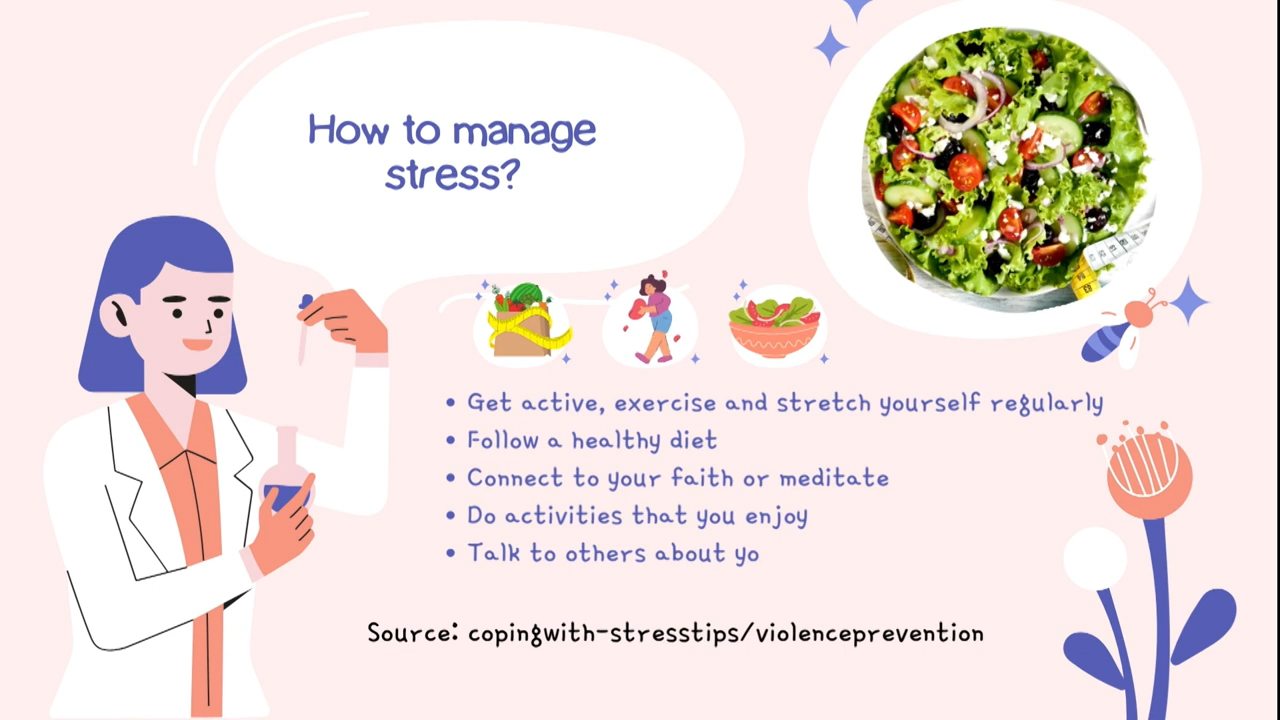 How to manage
stress?
• Get active, exercise and stretch yourself regularly
• Follow a healthy diet
• Connect to your faith or meditate
• Do activities that you enjoy
• Talk to others about yo
Source: copingwith-stresstips/violenceprevention